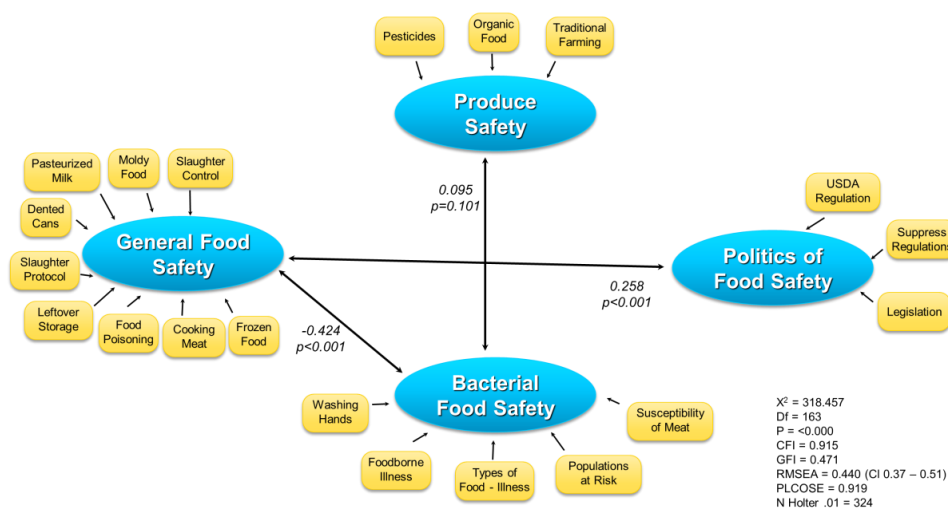 Pesticides
Organic
Food
Traditional
Farming
Produce
Safety
Pasteurized
Milk
Moldy
Food
Slaughter
Control
Dented
Cans
General Food
Safety
Slaughter
Protocol
Leftover
Storage
Food
Poisoning
Cooking
Meat
Frozen
Food
0.095
p=0.101
USDA
Regulation
Suppress
Regulations
Politics of
Food Safety
Legislation
0.258
p<0.001
-0.424
p<0.001
Bacterial
Food Safety
Washing
Hands
Foodborne
Illness
Types of
Food - Illness
Populations
at Risk
Susceptibility
of Meat
X² = 318.457
Df = 163
P = <0.000
CFI = 0.915
GFI = 0.471
RMSEA = 0.440 (CI 0.37 – 0.51)
PLCOSE = 0.919
N Holter .01 = 324